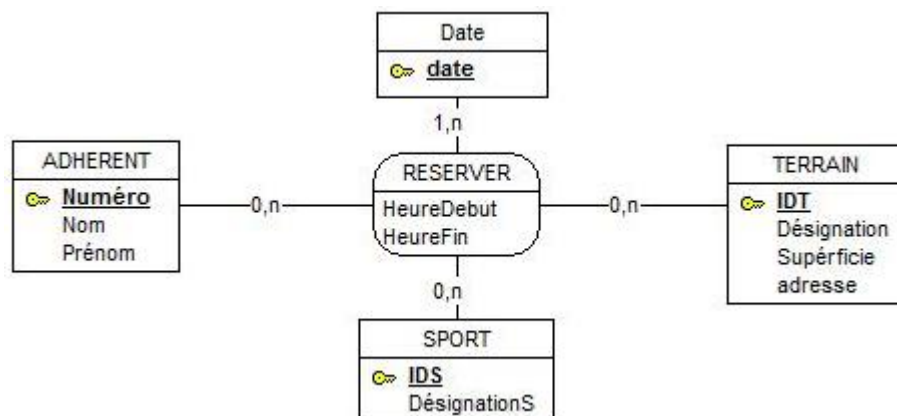 Date
date
1,n
ADHERENT
Numéro
Nom
Prénom
0,n
RESERVER
HeureDebut
HeureFin
0,n
TERRAIN
IDT
Désignation
Supérficie
adresse
0,n
SPORT
IDS
DésignationS